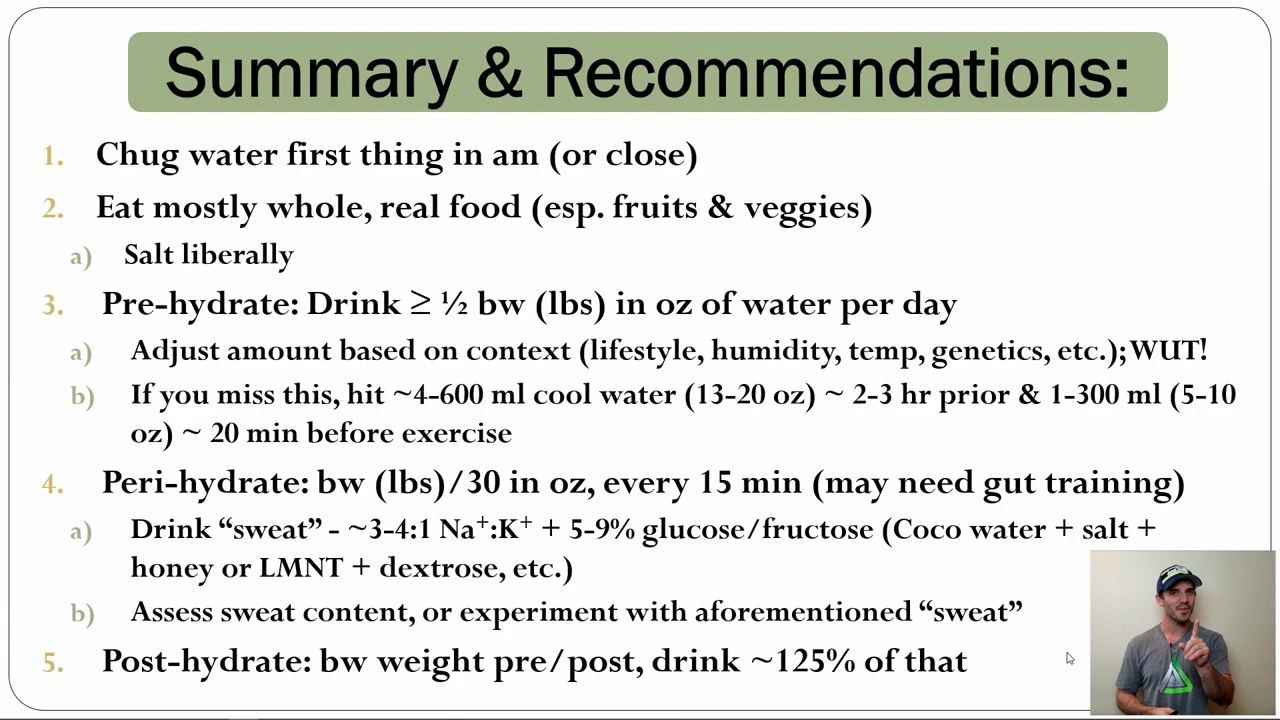 Summary & Recommendations:
1. Chug water first thing in am (or close)
2. Eat mostly whole, real food (esp. fruits & veggies)
a) Salt liberally
3. Pre-hydrate: Drink ≥ ½ bw (lbs) in oz of water per day
a) Adjust amount based on context (lifestyle, humidity, temp, genetics, etc.); WUT!
b) If you miss this, hit ~4-600 ml cool water (13-20 oz) ~ 2-3 hr prior & 1-300 ml (5-10
oz) ~ 20 min before exercise
4. Peri-hydrate: bw (lbs)/30 in oz, every 15 min (may need gut training)
a) Drink “sweat” - ~3-4:1 Na⁺:K⁺ + 5-9% glucose/fructose (Coco water + salt +
honey or LMNT + dextrose, etc.)
b) Assess sweat content, or experiment with aforementioned “sweat”
5. Post-hydrate: bw weight pre/post, drink ~125% of that